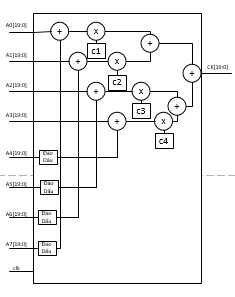 A0[19:0]
+
x
c1
+
A1[19:0]
+
x
c2
+
CK[19:0]
A2[19:0]
+
x
c3
+
A3[19:0]
+
x
c4
A4[19:0]
Đảo
Dấu
A5[19:0]
Đảo
Dấu
A6[19:0]
Đảo
Dấu
A7[19:0]
Đảo
Dấu
clk